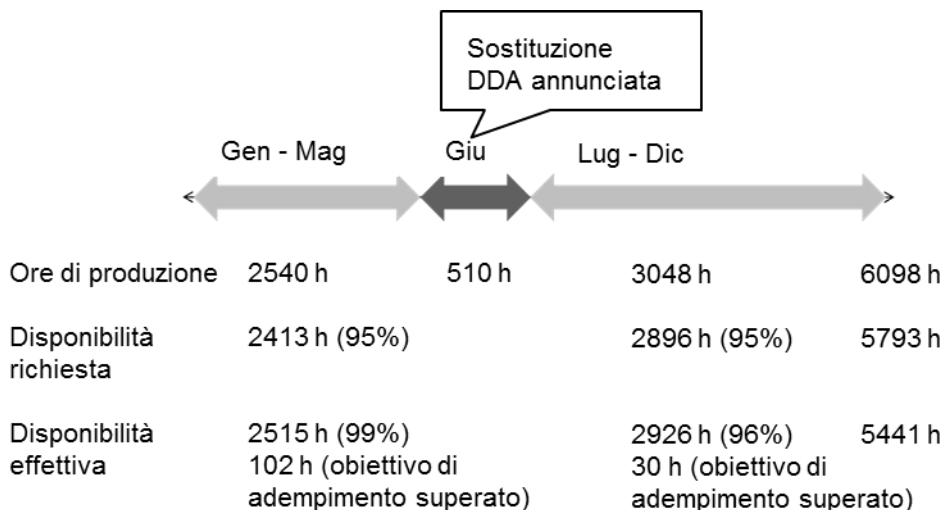 Sostituzione
DDA annunciata
Gen - Mag Giu Lug - Dic
Ore di produzione 2540 h 510 h 3048 h 6098 h
Disponibilità 2413 h (95%) 2896 h (95%) 5793 h
richiesta
Disponibilità 2515 h (99%) 2926 h (96%) 5441 h
effettiva 102 h (obiettivo di 30 h (obiettivo di
adempimento superato) adempimento superato)